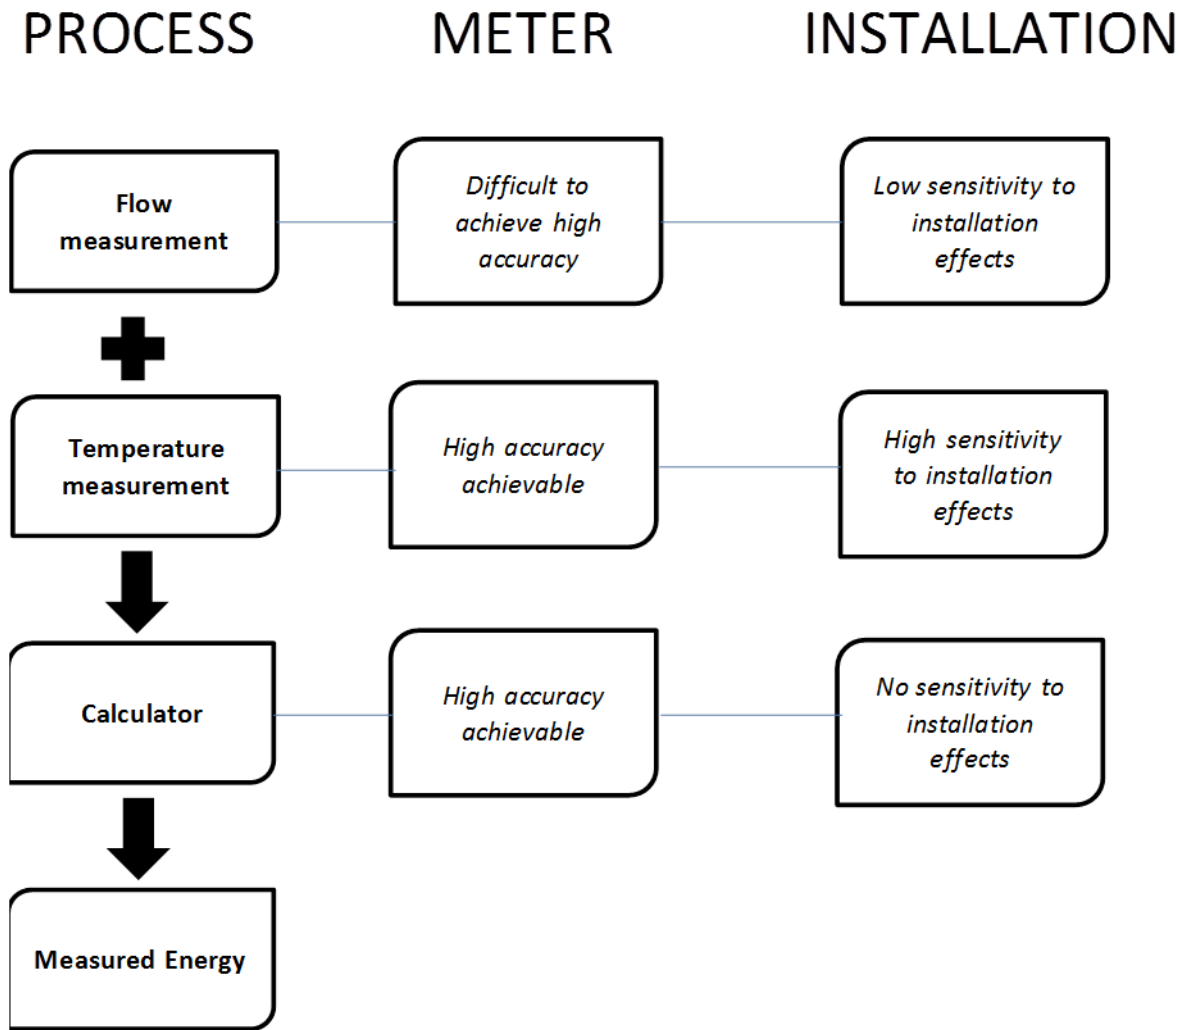 PROCESS METER INSTALLATION
Flow
measurement
Difficult to
achieve high
accuracy
Low sensitivity to
installation
effects
Temperature
measurement
High accuracy
achievable
High sensitivity
to installation
effects
Calculator
High accuracy
achievable
No sensitivity to
installation
effects
Measured Energy